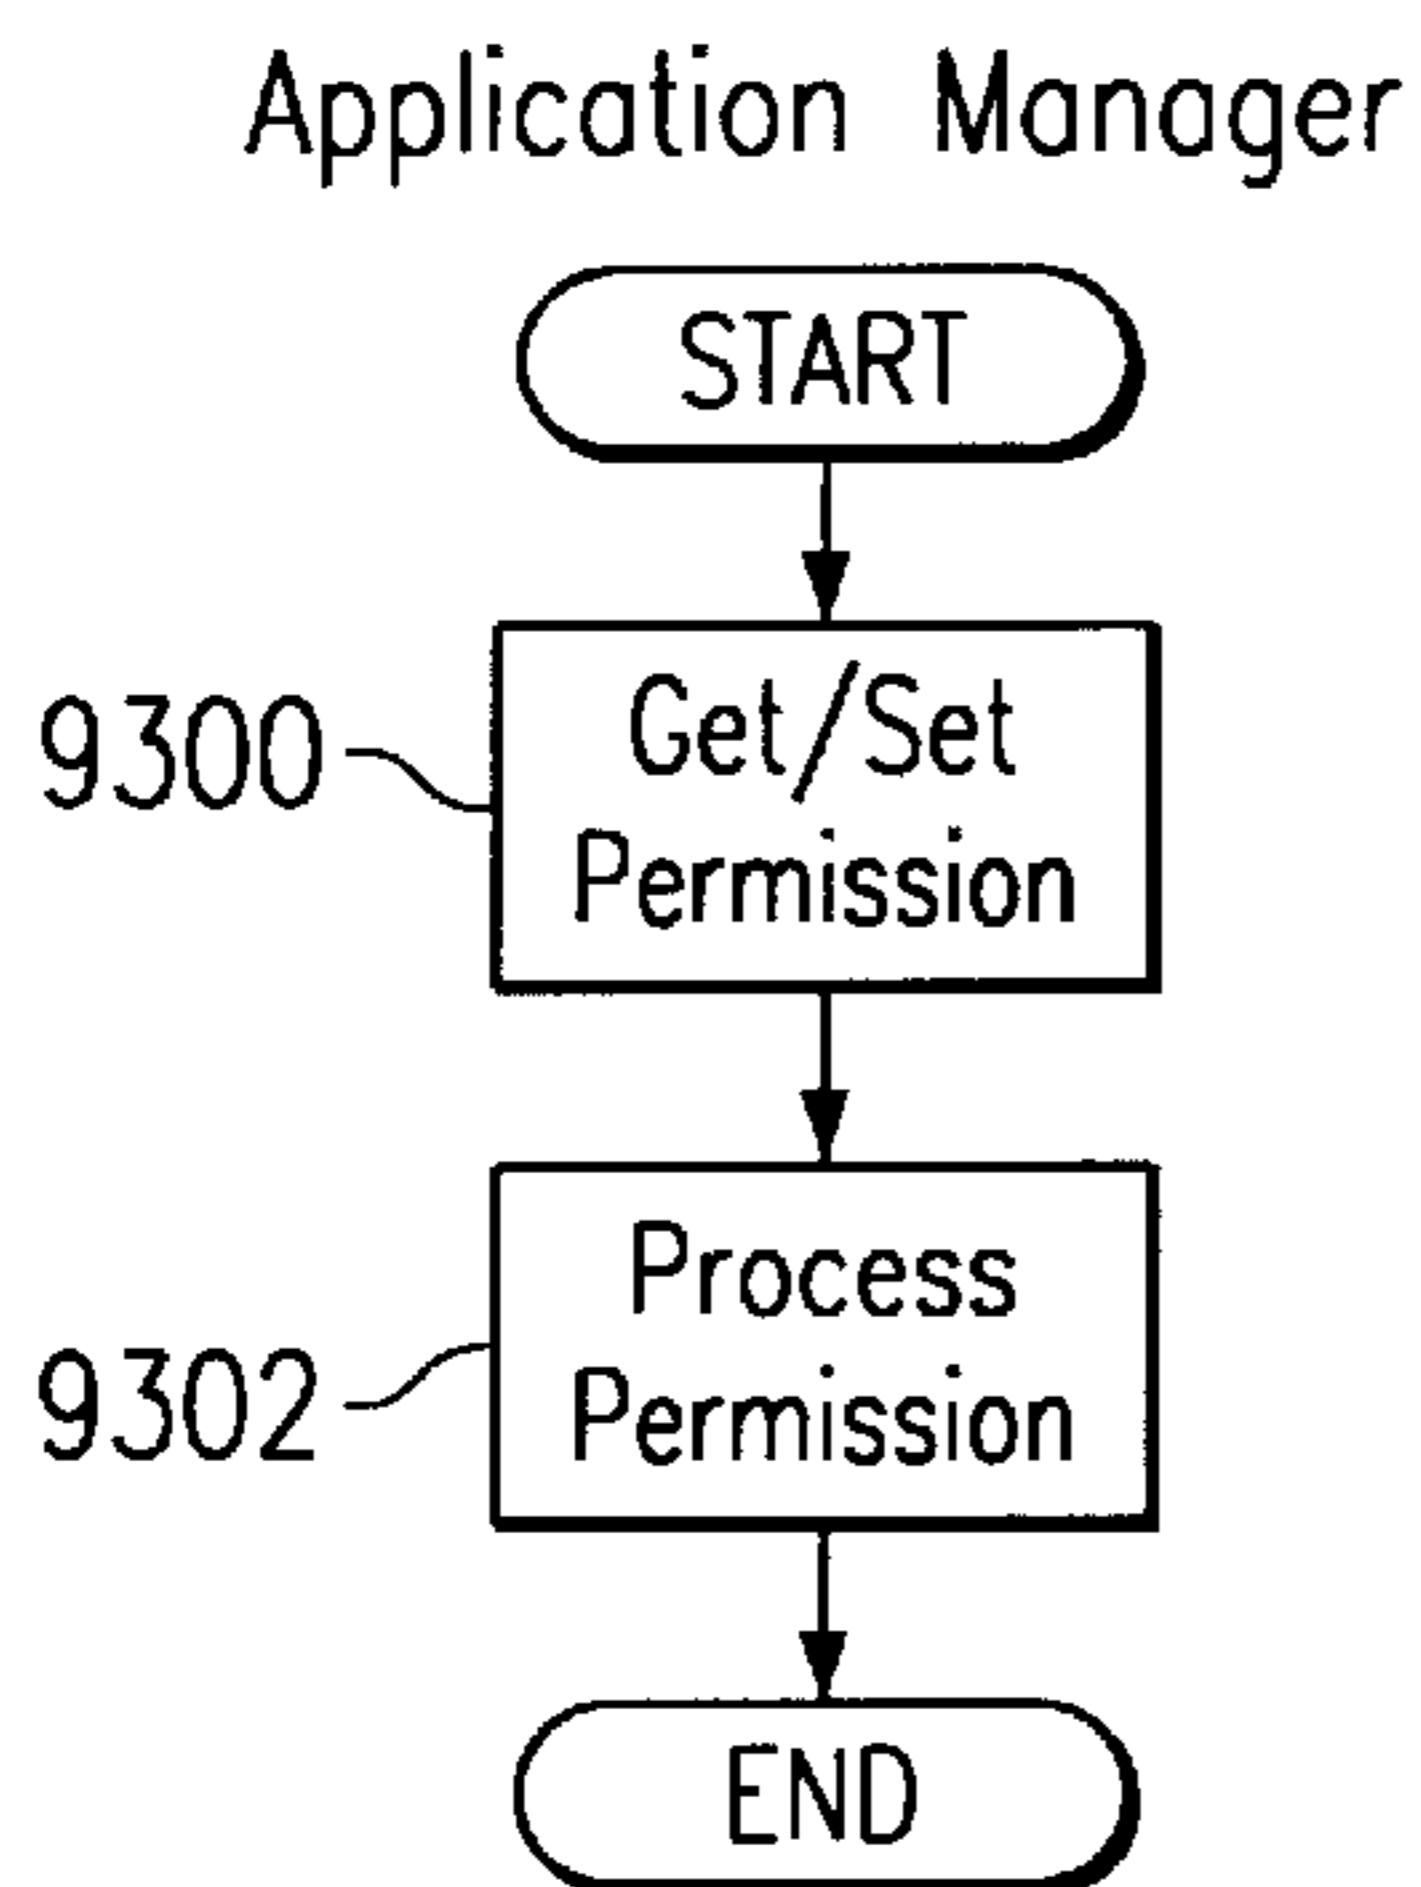 Application Manager
START
9300
Get/Set
Permission
9302
Process
Permission
END